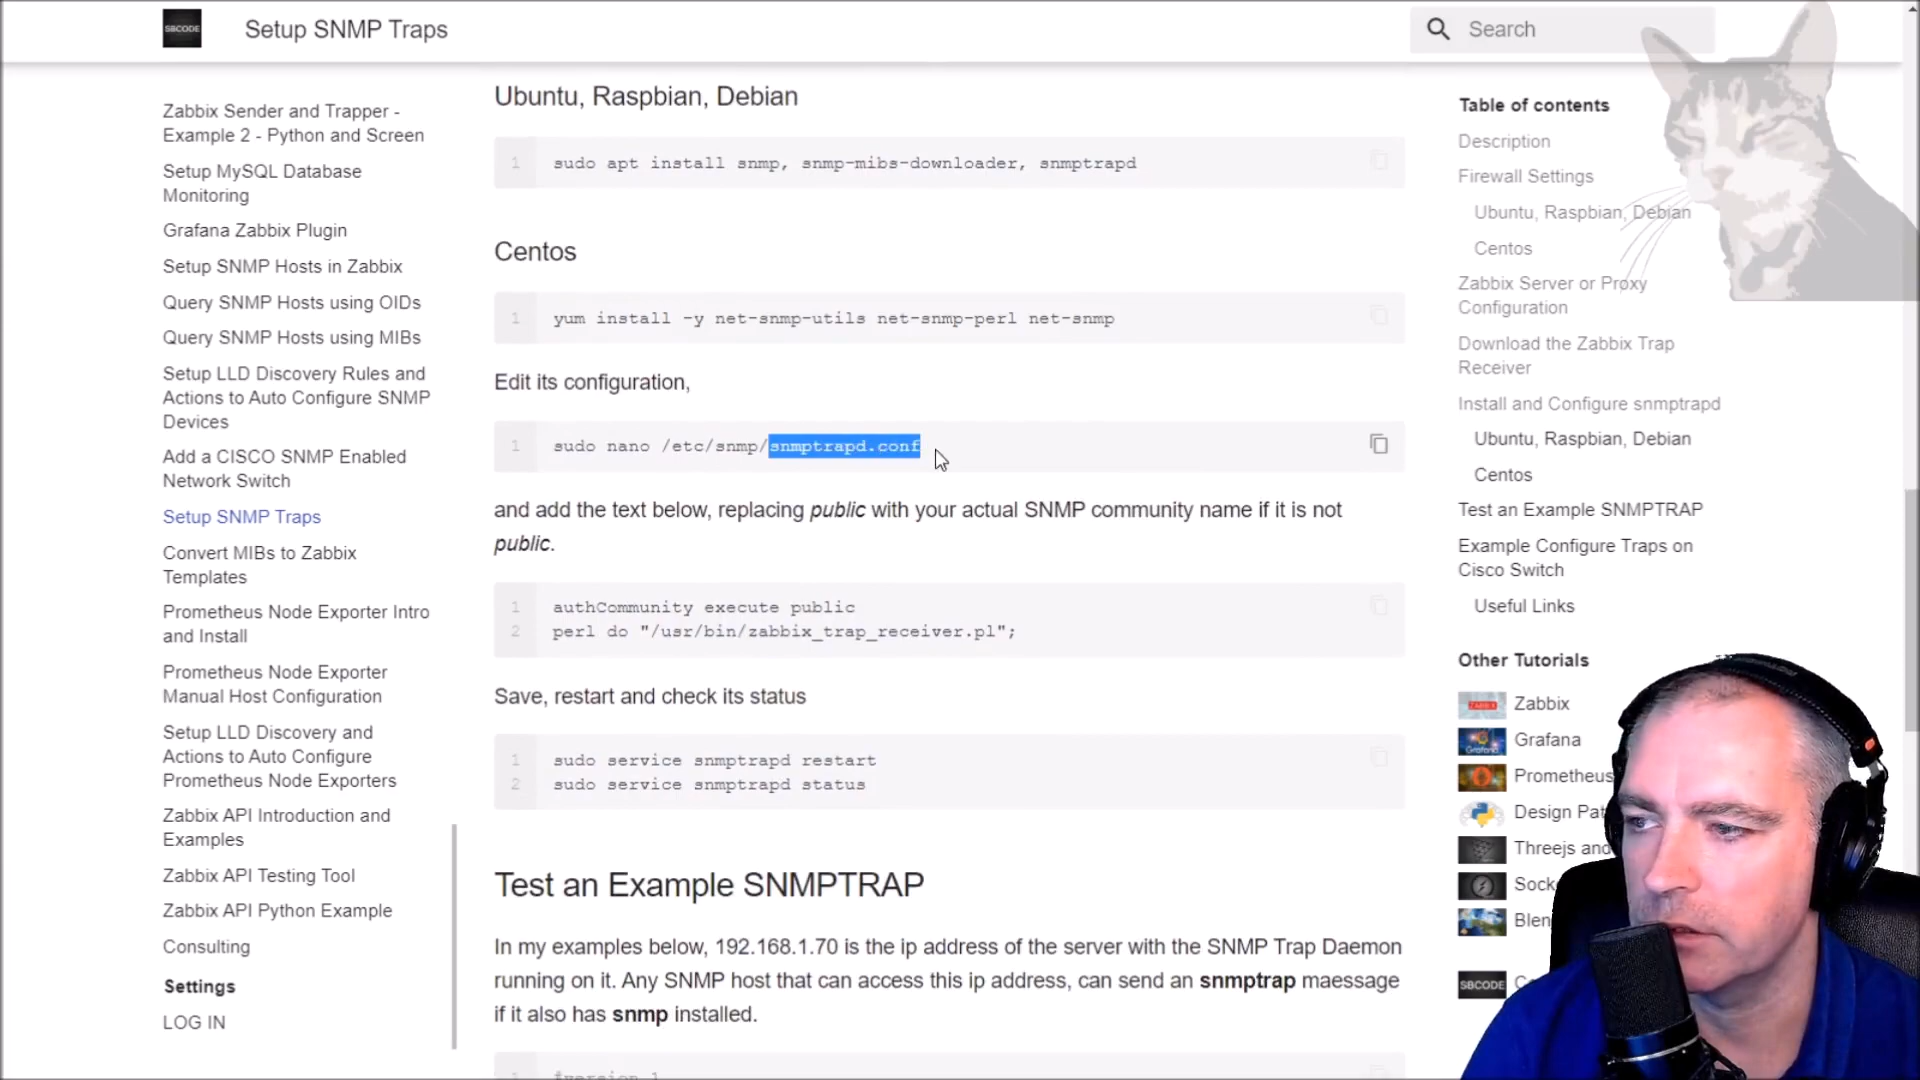 SBCODE
Setup SNMP Traps
Search
Zabbix Sender and Trapper -
Example 2 - Python and Screen
Setup MySQL Database
Monitoring
Grafana Zabbix Plugin
Setup SNMP Hosts in Zabbix
Query SNMP Hosts using OIDs
Query SNMP Hosts using MIBs
Setup LLD Discovery Rules and
Actions to Auto Configure SNMP
Devices
Add a CISCO SNMP Enabled
Network Switch
Setup SNMP Traps
Convert MIBs to Zabbix
Templates
Prometheus Node Exporter Intro
and Install
Prometheus Node Exporter
Manual Host Configuration
Setup LLD Discovery and
Actions to Auto Configure
Prometheus Node Exporters
Zabbix API Introduction and
Examples
Zabbix API Testing Tool
Zabbix API Python Example
Consulting
Settings
LOG IN
Ubuntu, Raspbian, Debian
1 sudo apt install snmp, snmp-mibs-downloader, snmptrapd
Centos
1 yum install -y net-snmp-utils net-snmp-perl net-snmp
Edit its configuration,
1 sudo nano /etc/snmp/snmptrapd.conf
and add the text below, replacing public with your actual SNMP community name if it is not
public.
1 authCommunity execute public
2 perl do "/usr/bin/zabbix_trap_receiver.pl";
Save, restart and check its status
1 sudo service snmptrapd restart
2 sudo service snmptrapd status
Test an Example SNMPTRAP
In my examples below, 192.168.1.70 is the ip address of the server with the SNMP Trap Daemon
running on it. Any SNMP host that can access this ip address, can send an snmptrap maessage
if it also has snmp installed.
Table of contents
Description
Firewall Settings
Ubuntu, Raspbian, Debian
Centos
Zabbix Server or Proxy
Configuration
Download the Zabbix Trap
Receiver
Install and Configure snmptrapd
Ubuntu, Raspbian, Debian
Centos
Test an Example SNMPTRAP
Example Configure Traps on
Cisco Switch
Useful Links
Other Tutorials
ZABBIX Zabbix
Grafana Grafana
Prometheus
Design Pat
Threejs and
Sock
Blen
SBCODE